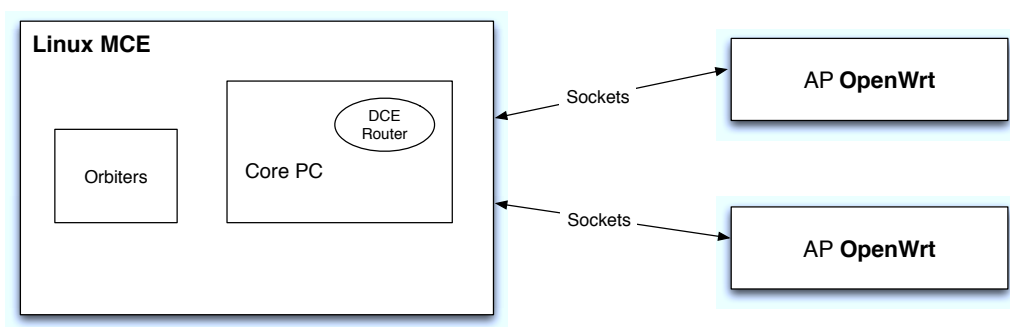 Linux MCE
DCE
Router
Core PC
Orbiters
Sockets
AP OpenWrt
Sockets
AP OpenWrt